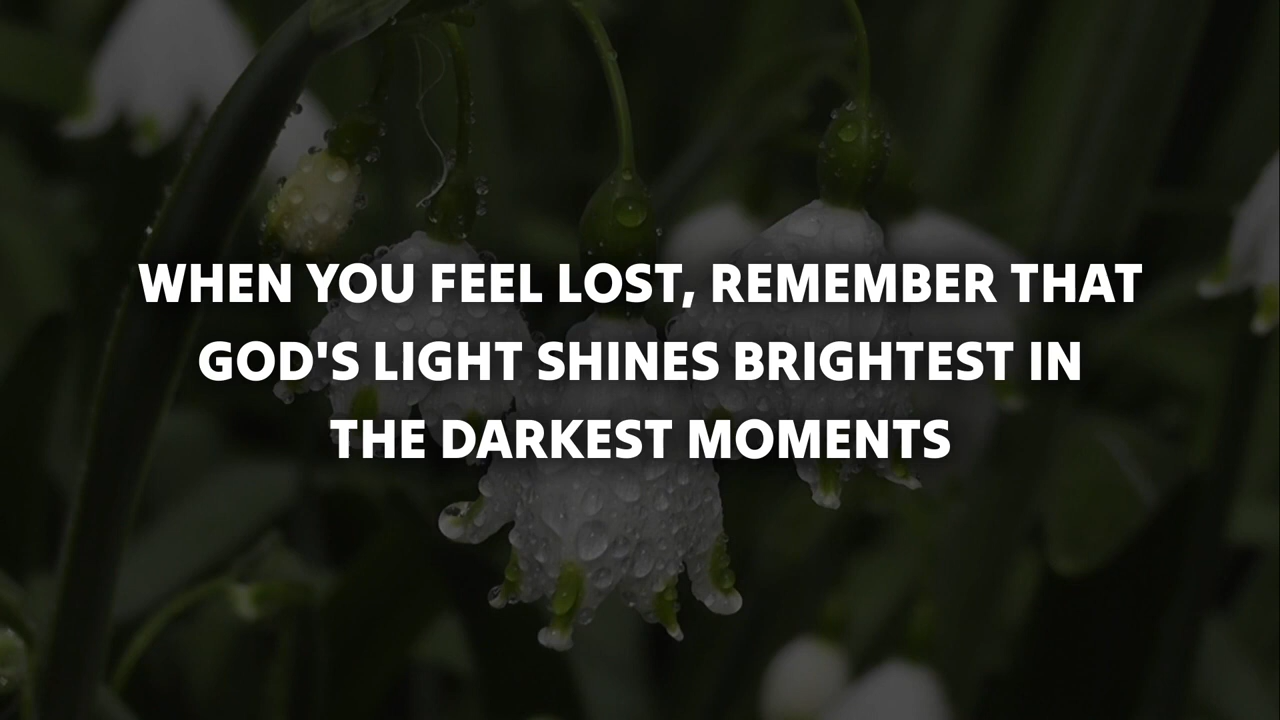 WHEN YOU FEEL LOST, REMEMBER THAT
GOD'S LIGHT SHINES BRIGHTEST IN
THE DARKEST MOMENTS